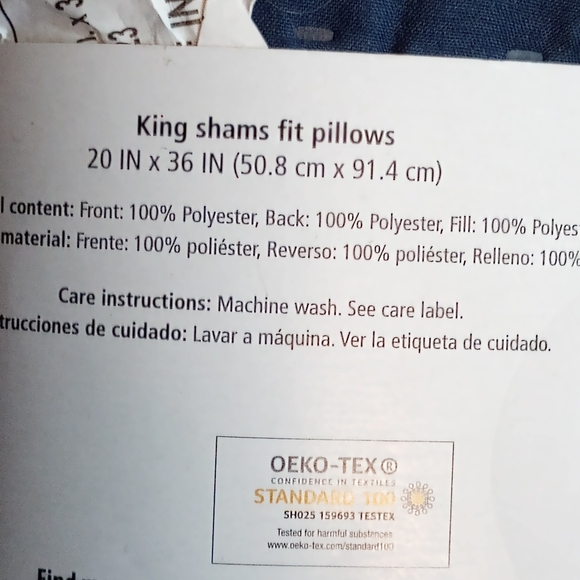 King shams fit pillows
20 IN x 36 IN (50.8 cm x 91.4 cm)
content: Front: 100% Polyester, Back: 100% Polyester, Fill: 100%
material: Frente: 100% poliéster, Reverso: 100% poliéster, Relleno: 100%
Care instructions: Machine wash. See care label.
trucciones de cuidado: Lavar a máquina. Ver la etiqueta de cuidado.
OEKO-TEX®
CONFIDENCE IN TEXTILES
STANDARD 100
SH025 159693 TESTEX
Tested for harmful substances
www.oeko-tex.com/standard100